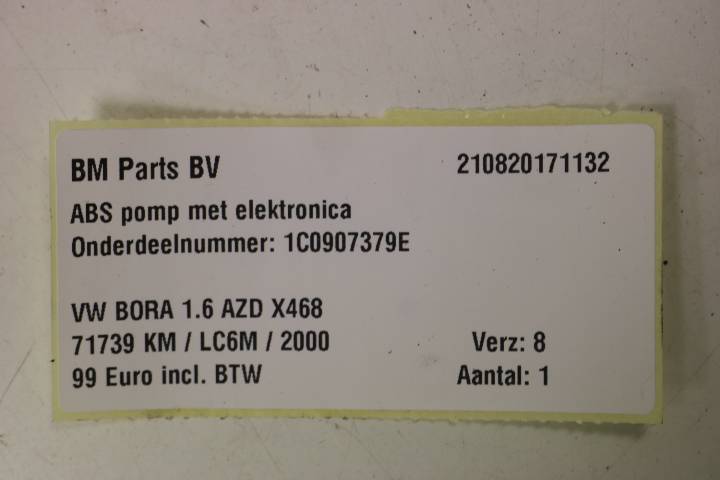 BM Parts BV 210820171132
ABS pomp met elektronica
Onderdeelnummer: 1C0907379E
VW BORA 1.6 AZD X468
71739 KM / LC6M / 2000 Verz: 8
99 Euro incl. BTW Aantal: 1